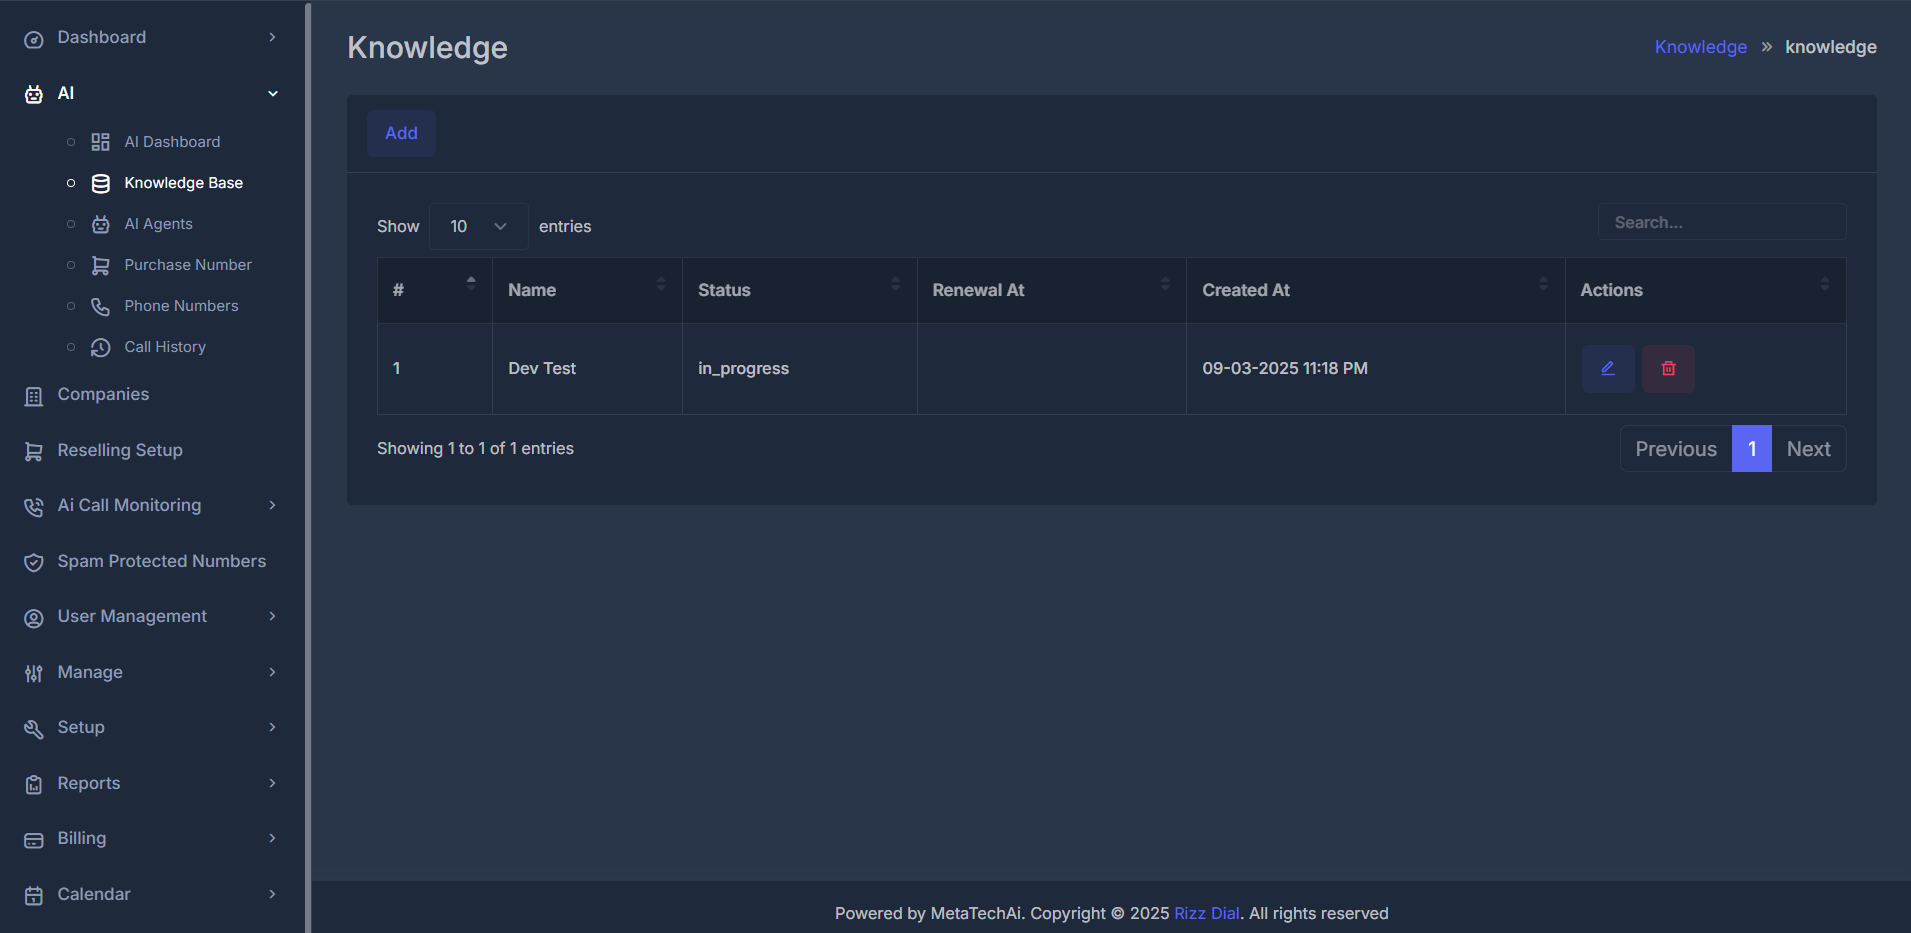 Dashboard
AI
AI Dashboard
Knowledge Base
AI Agents
Purchase Number
Phone Numbers
Call History
Companies
Reselling Setup
Ai Call Monitoring
Spam Protected Numbers
User Management
Manage
Setup
Reports
Billing
Calendar
Knowledge
Knowledge » knowledge
Add
Show 10 entries
Search...
# Name Status Renewal At Created At Actions
1 Dev Test in_progress 09-03-2025 11:18 PM
Showing 1 to 1 of 1 entries
Previous 1 Next
Powered by MetaTechAi. Copyright © 2025 Rizz Dial. All rights reserved